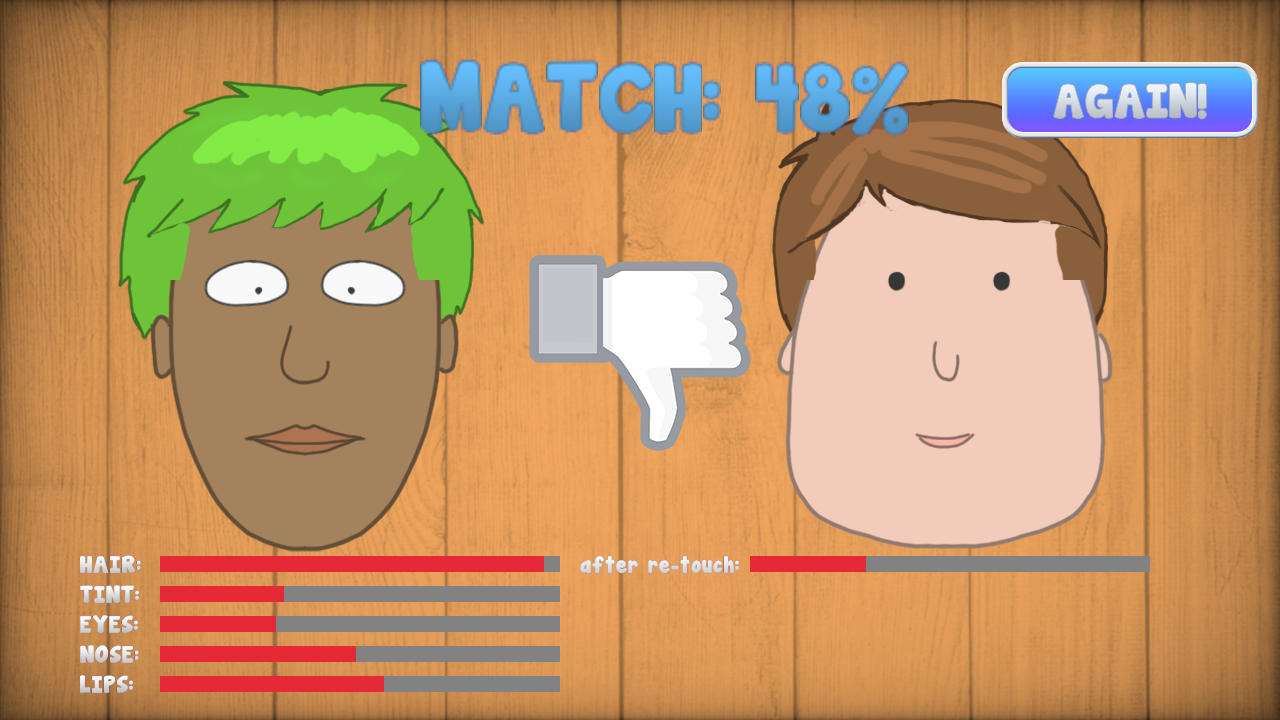 MATCH: 48%
AGAIN!
HAIR:
after re-touch:
TINT:
EYES:
NOSE:
LIPS: